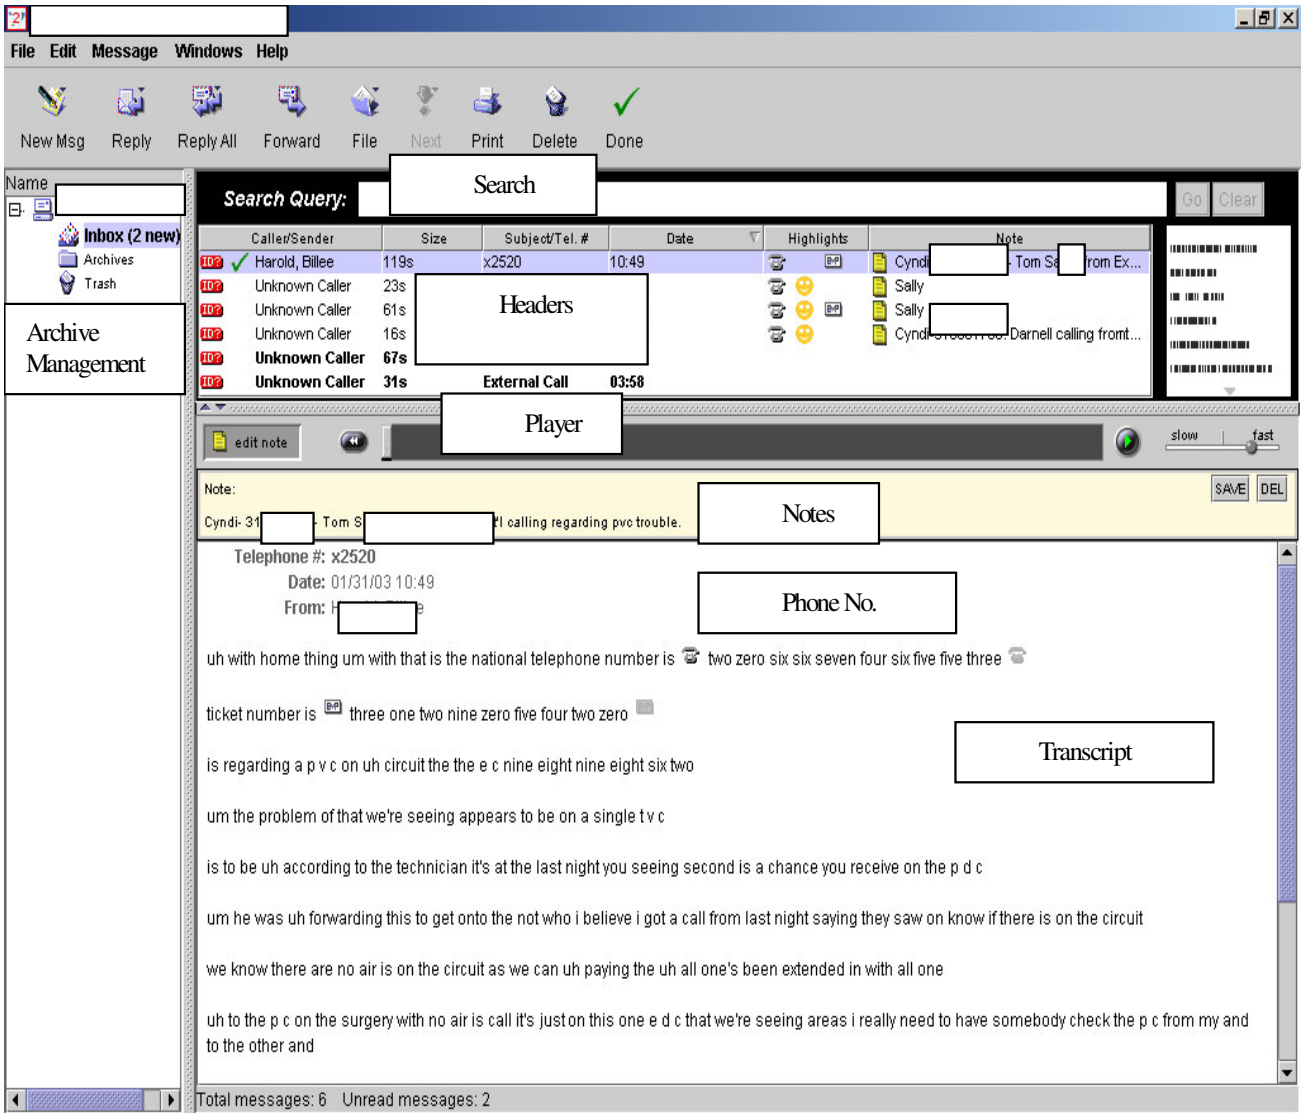 File Edit Message Windows Help
New Msg Reply Reply All Forward File Next Print Delete Done
Name
Search Query: Search Go Clear
Inbox (2 new)
Archives
Trash
Archive
Management
Caller/Sender Size Subject/Tel. # Date Highlights Note
ID? Harold, Billee 119s x2520 10:49 Cyndi - Tom from Ex...
ID? Unknown Caller 23s Sally
ID? Unknown Caller 61s Sally
ID? Unknown Caller 16s Darnell calling fromt...
ID? Unknown Caller 67s
ID? Unknown Caller 31s External Call 03:58
Headers
Player
edit note slow fast
Note: SAVE DEL
Cyndi- 31 - Tom S calling regarding pvc trouble.
Notes
Telephone #: x2520
Date: 01/31/03 10:49
From:
Phone No.
uh with home thing um with that is the national telephone number is two zero six six seven four six five five three
ticket number is three one two nine zero five four two zero
Transcript
is regarding a p v c on uh circuit the the e c nine eight nine eight six two
um the problem of that we're seeing appears to be on a single t v c
is to be uh according to the technician it's at the last night you seeing second is a chance you receive on the p d c
um he was uh forwarding this to get onto the not who i believe i got a call from last night saying they saw on know if there is on the circuit
we know there are no air is on the circuit as we can uh paying the uh all one's been extended in with all one
uh to the p c on the surgery with no air is call it's just on this one e d c that we're seeing areas i really need to have somebody check the p c from my and
to the other and
Total messages: 6 Unread messages: 2